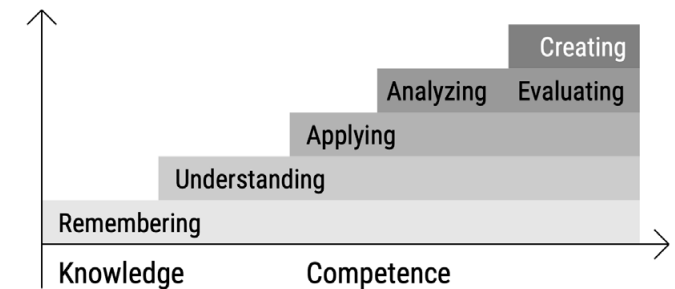 Creating
Analyzing Evaluating
Applying
Understanding
Remembering
Knowledge Competence